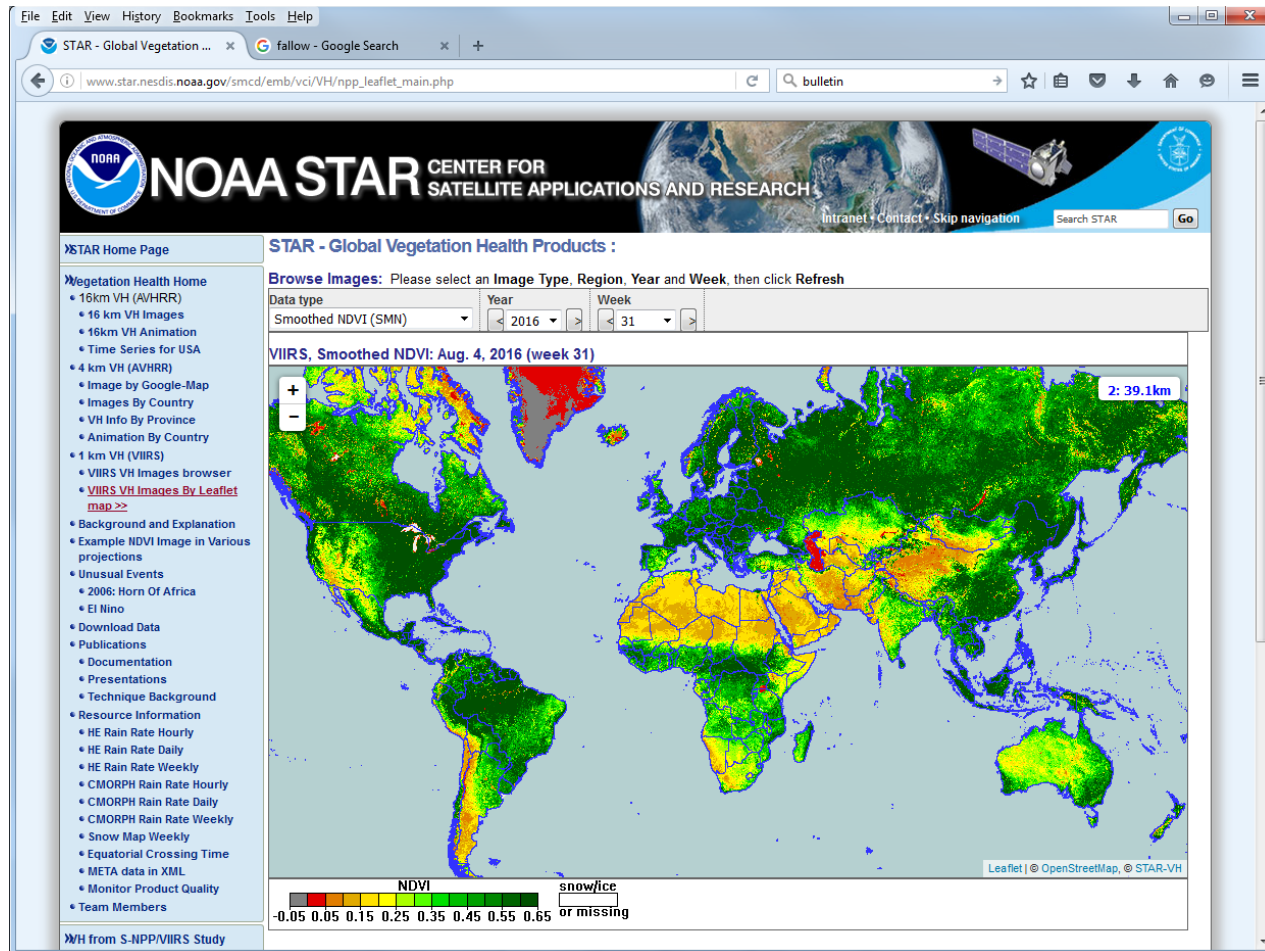 File Edit View History Bookmarks Tools Help
STAR - Global Vegetation ... × fallow - Google Search × +
www.star.nesdis.noaa.gov/smcd/emb/vci/VH/npp_leaflet_main.php bulletin
NOAA
NOAA STAR CENTER FOR
SATELLITE APPLICATIONS AND RESEARCH
Intranet • Contact • Skip navigation Search STAR Go
STAR Home Page
Vegetation Health Home
16km VH (AVHRR)
16 km VH Images
16km VH Animation
Time Series for USA
4 km VH (AVHRR)
Image by Google-Map
Images By Country
VH Info By Province
Animation By Country
1 km VH (VIIRS)
VIIRS VH Images browser
VIIRS VH Images By Leaflet
map >>
Background and Explanation
Example NDVI Image in Various
projections
Unusual Events
2006: Horn Of Africa
El Nino
Download Data
Publications
Documentation
Presentations
Technique Background
Resource Information
HE Rain Rate Hourly
HE Rain Rate Daily
HE Rain Rate Weekly
CMORPH Rain Rate Hourly
CMORPH Rain Rate Daily
CMORPH Rain Rate Weekly
Snow Map Weekly
Equatorial Crossing Time
META data in XML
Monitor Product Quality
Team Members
VH from S-NPP/VIIRS Study
STAR - Global Vegetation Health Products :
Browse Images: Please select an Image Type, Region, Year and Week, then click Refresh
Data type Year Week
Smoothed NDVI (SMN) < 2016 > < 31 >
VIIRS, Smoothed NDVI: Aug. 4, 2016 (week 31)
+
−
2: 39.1km
Leaflet | © OpenStreetMap, © STAR-VH
NDVI snow/ice
-0.05 0.05 0.15 0.25 0.35 0.45 0.55 0.65 or missing